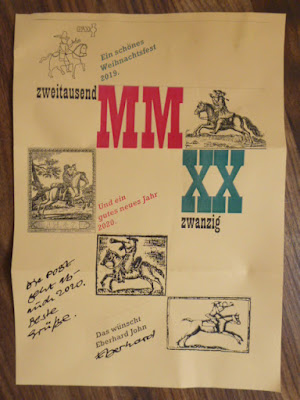 Ein schönes
Weihnachtsfest
2019.
zweitausend
MM
XX
zwanzig
Und ein
gutes neues Jahr
2020.
Die Post
geht ab
auch 2020.
Beste
Grüße.
Das wünscht
Eberhard John
Eberhard